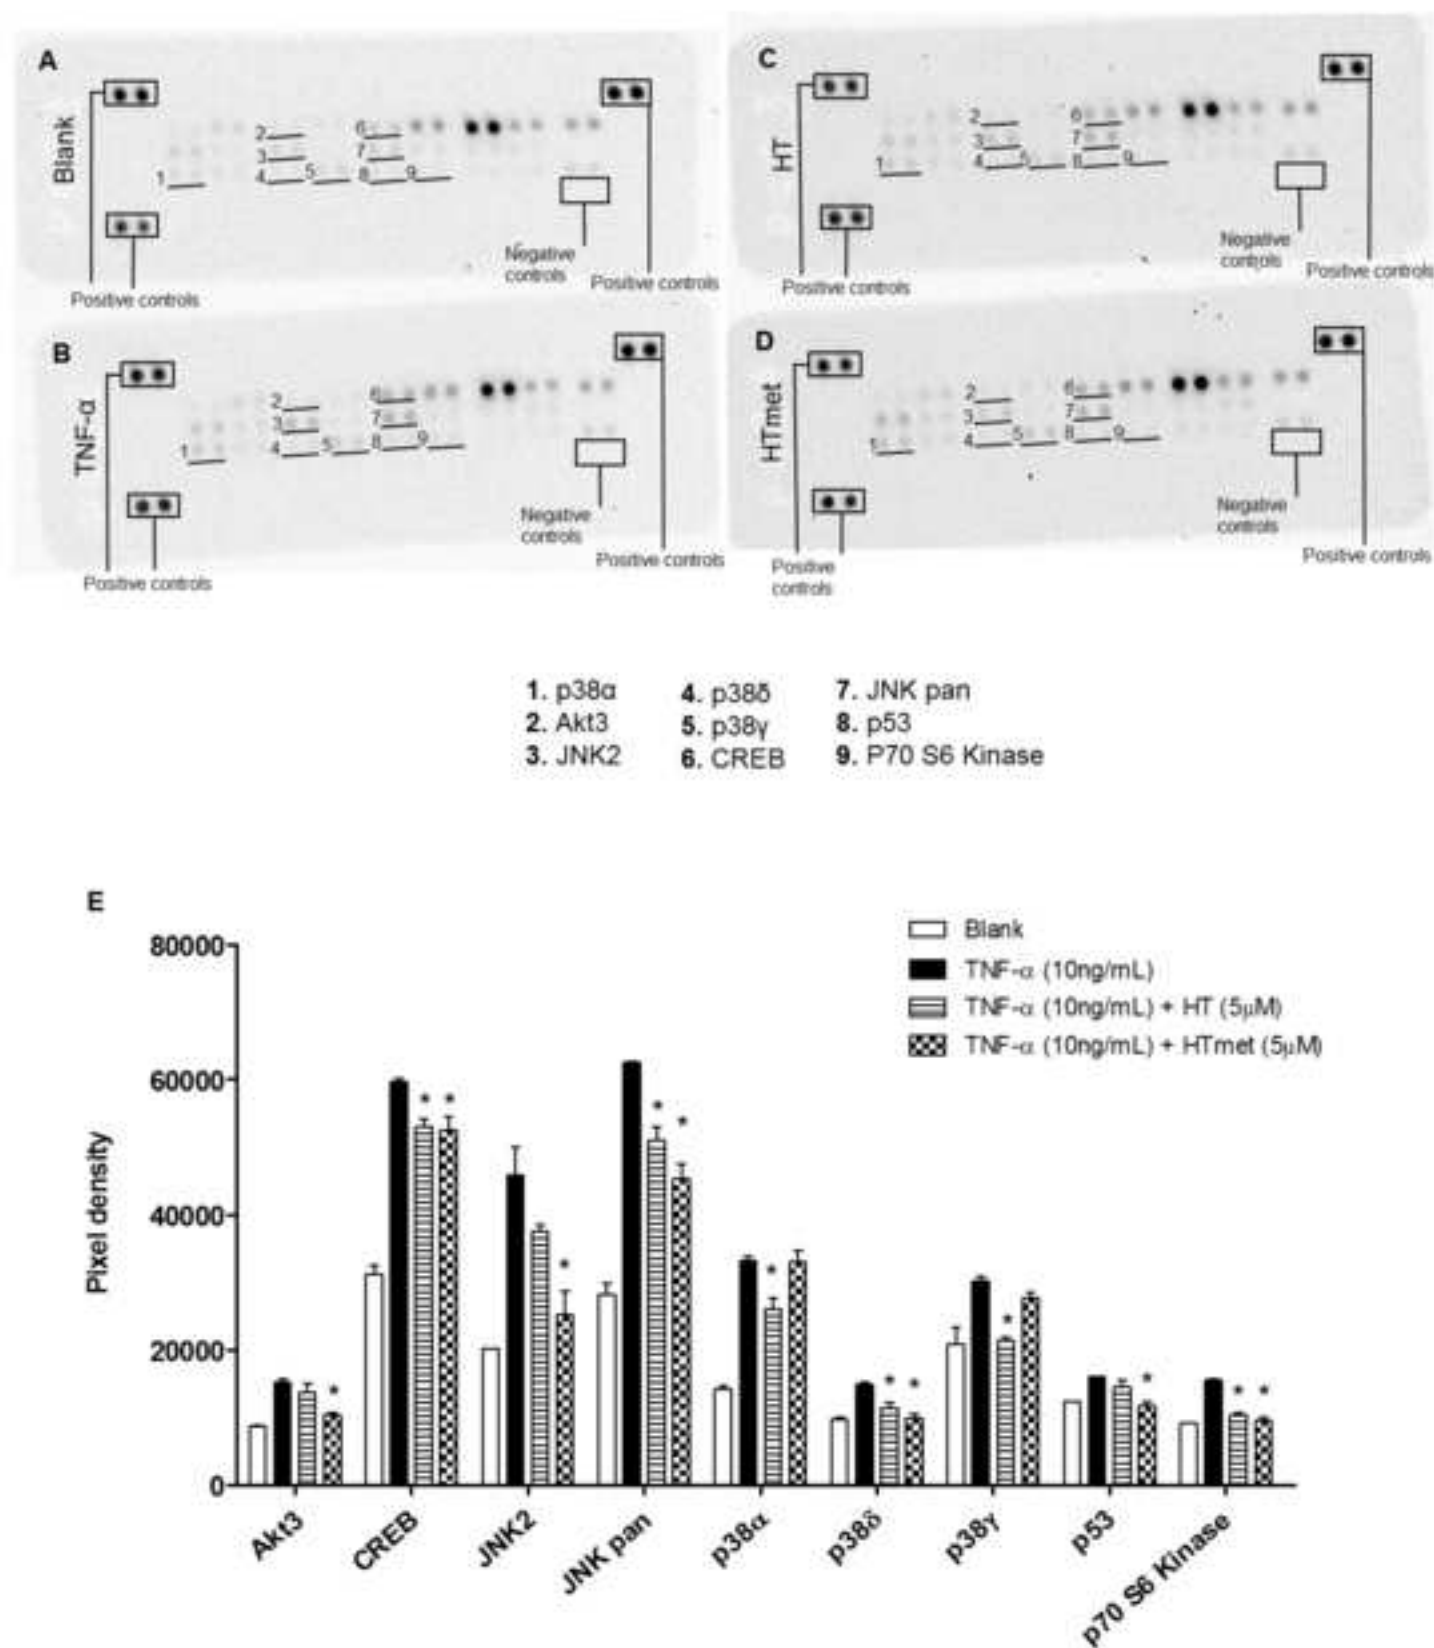 A
Blank
1
2
3
4
5
6
7
8
9
Negative
controls
Positive controls
Positive controls
C
HT
1
2
3
4
5
6
7
8
9
Negative
controls
Positive controls
Positive controls
B
TNF-α
1
2
3
4
5
6
7
8
9
Negative
controls
Positive controls
Positive controls
D
HTmet
1
2
3
4
5
6
7
8
9
Negative
controls
Positive controls
Positive
controls
1. p38α
2. Akt3
3. JNK2
4. p38δ
5. p38γ
6. CREB
7. JNK pan
8. p53
9. P70 S6 Kinase
E
Blank
TNF-α (10ng/mL)
TNF-α (10ng/mL) + HT (5μM)
TNF-α (10ng/mL) + HTmet (5μM)
Pixel density
80000
60000
40000
20000
0
* *
* *
*
*
*
* *
*
*
* *
Akt3
CREB
JNK2
JNK pan
p38α
p38δ
p38γ
p53
p70 S6 Kinase